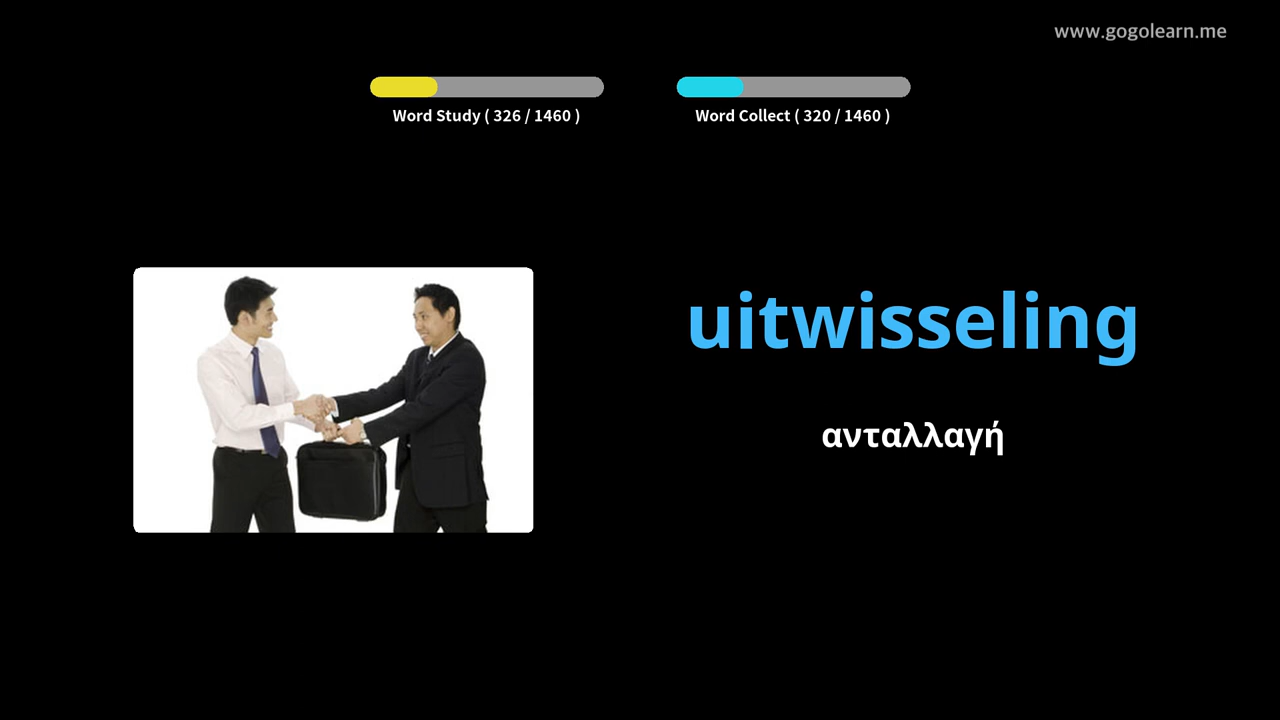 www.gogolearn.me
Word Study ( 326 / 1460 )
Word Collect ( 320 / 1460 )
uitwisseling
ανταλλαγή